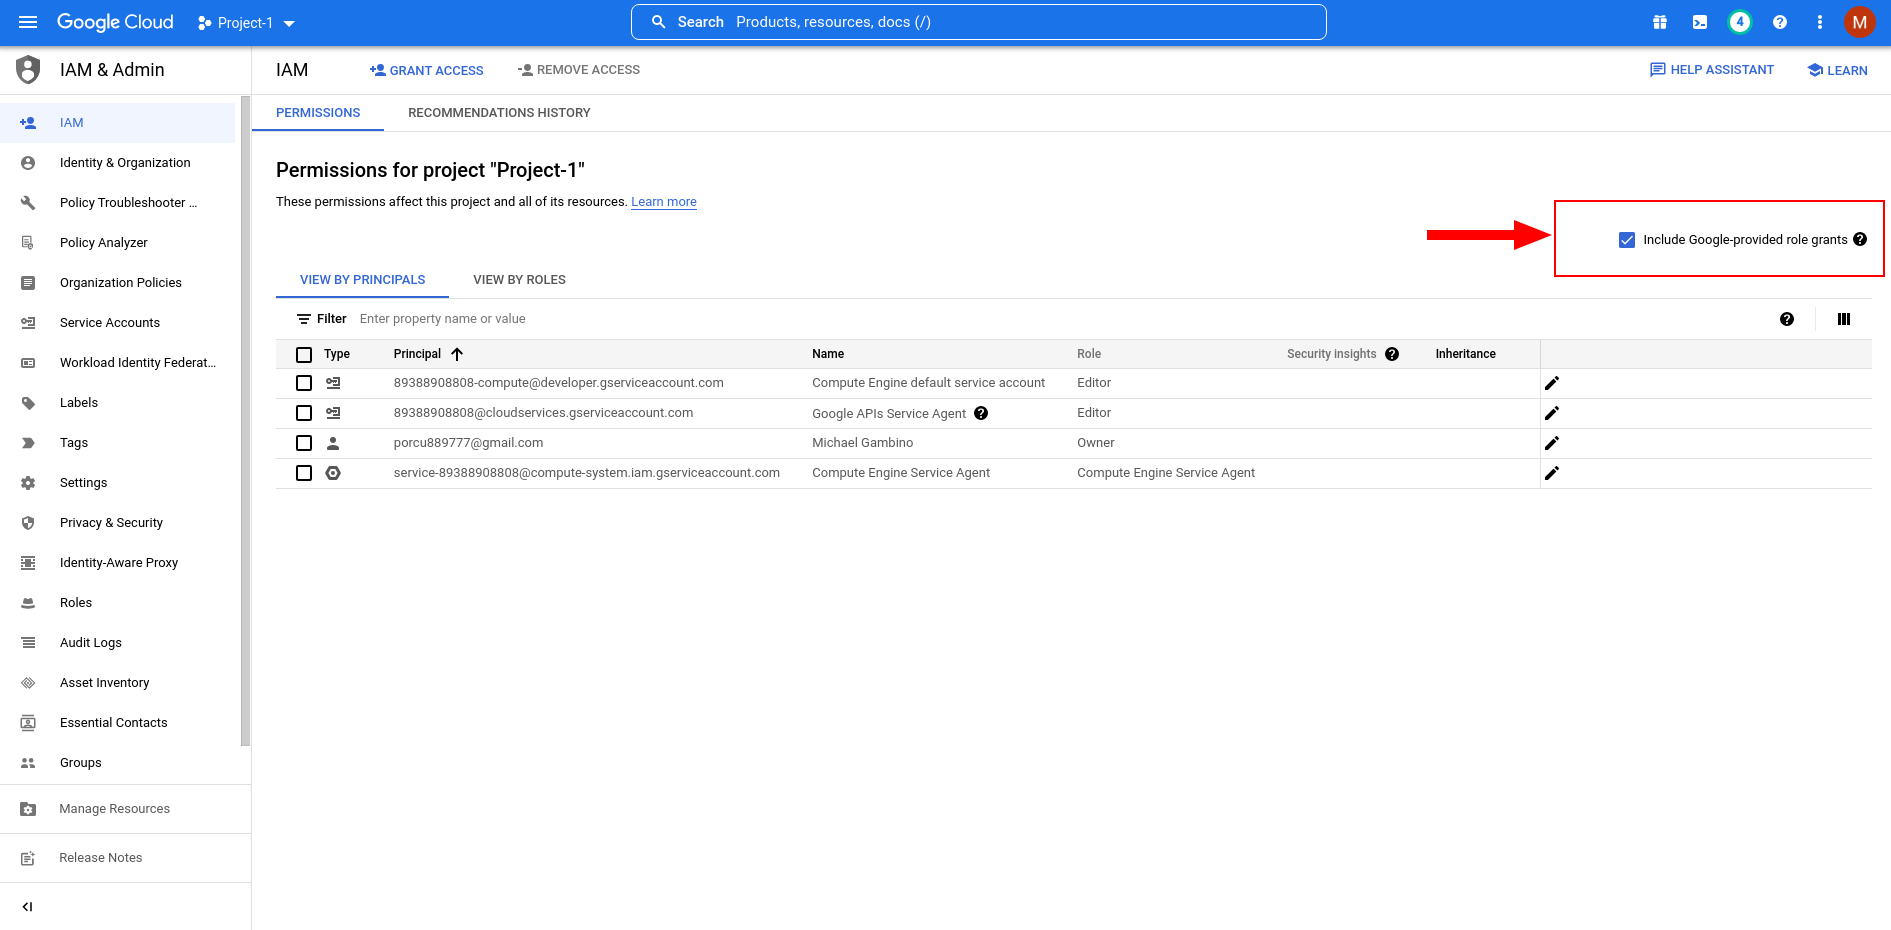 Google Cloud
Project-1
Search Products, resources, docs (/)
4
M
IAM & Admin
IAM
Identity & Organization
Policy Troubleshooter ...
Policy Analyzer
Organization Policies
Service Accounts
Workload Identity Federat...
Labels
Tags
Settings
Privacy & Security
Identity-Aware Proxy
Roles
Audit Logs
Asset Inventory
Essential Contacts
Groups
Manage Resources
Release Notes
IAM
GRANT ACCESS
REMOVE ACCESS
HELP ASSISTANT
LEARN
PERMISSIONS
RECOMMENDATIONS HISTORY
Permissions for project "Project-1"
These permissions affect this project and all of its resources. Learn more
Include Google-provided role grants
VIEW BY PRINCIPALS
VIEW BY ROLES
Filter Enter property name or value
Type Principal Name Role Security insights Inheritance
89388908808-compute@developer.gserviceaccount.com Compute Engine default service account Editor
89388908808@cloudservices.gserviceaccount.com Google APIs Service Agent Editor
porcu889777@gmail.com Michael Gambino Owner
service-89388908808@compute-system.iam.gserviceaccount.com Compute Engine Service Agent Compute Engine Service Agent